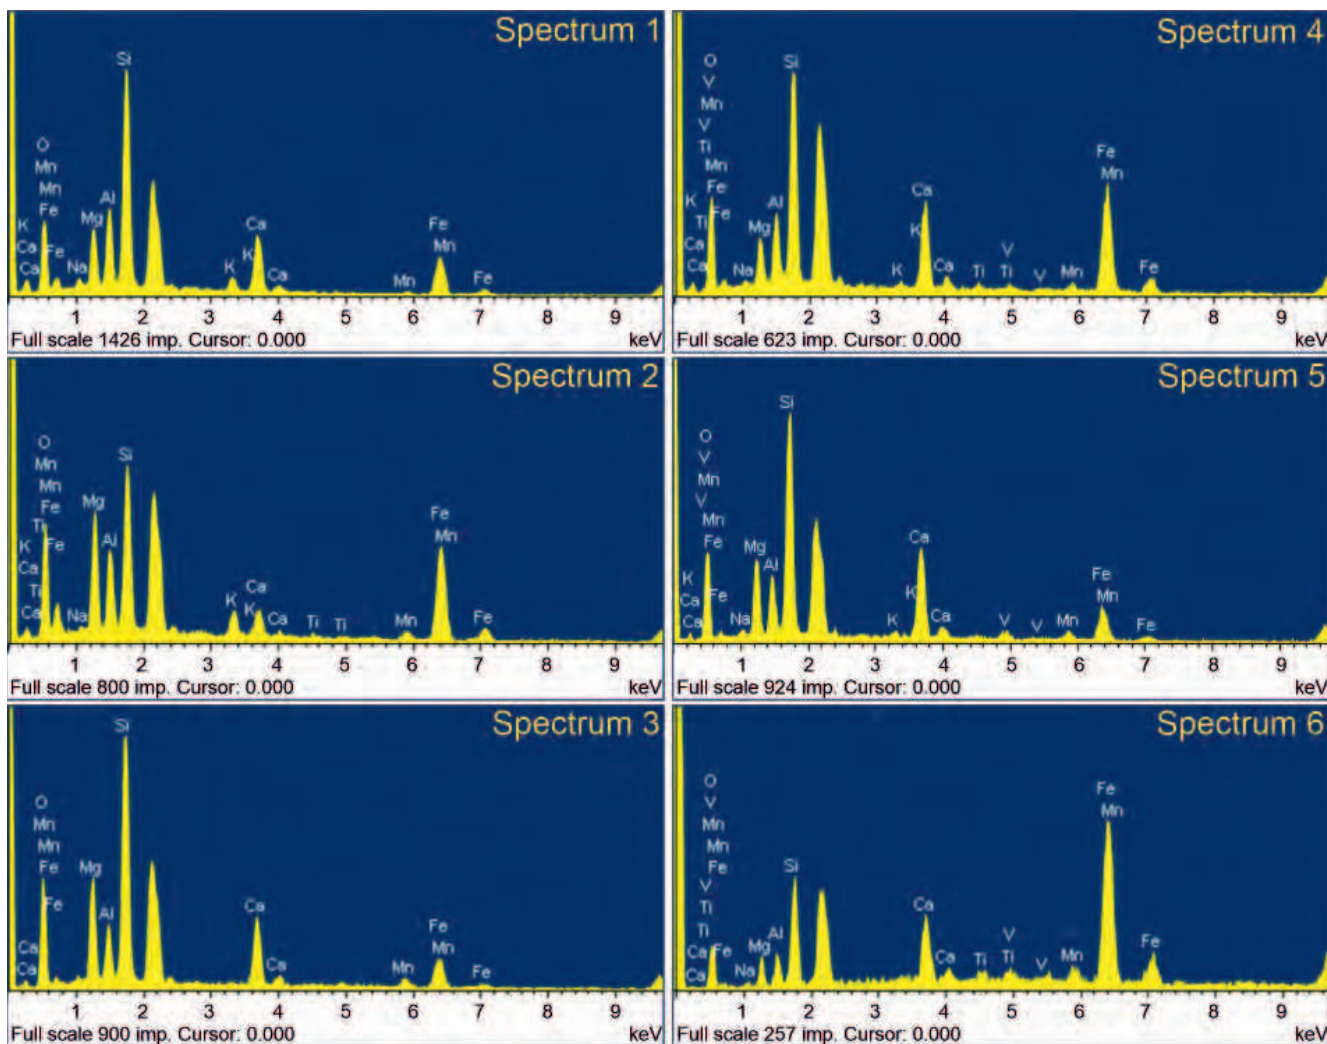 Spectrum 1
Si
O
Mn
Mn
Fe
K
Ca
Ca
Fe
Na
Mg
Al
K
K
Ca
Ca
Mn
Fe
Mn
Fe
1 2 3 4 5 6 7 8 9
Full scale 1426 imp. Cursor: 0.000 keV
Spectrum 4
O
V
Mn
V
Ti
Mn
Fe
K
Ti
Fe
Ca
Ca
Na
Mg
Al
Si
K
K
Ca
Ca
Ti
V
Ti
V
Mn
Fe
Mn
Fe
1 2 3 4 5 6 7 8 9
Full scale 623 imp. Cursor: 0.000 keV
Spectrum 2
O
Mn
Mn
Fe
Ti
K
Fe
Ca
Ti
Ca
Na
Mg
Al
Si
K
Ca
K
Ca
Ti
Ti
Mn
Fe
Mn
Fe
1 2 3 4 5 6 7 8 9
Full scale 800 imp. Cursor: 0.000 keV
Spectrum 5
O
V
Mn
V
Mn
Fe
K
Ca
Fe
Ca
Na
Mg
Al
Si
K
K
Ca
Ca
V
V
Mn
Fe
Mn
Fe
1 2 3 4 5 6 7 8 9
Full scale 924 imp. Cursor: 0.000 keV
Spectrum 3
O
Mn
Mn
Fe
Fe
Ca
Ca
Mg
Al
Si
Ca
Ca
Mn
Fe
Mn
Fe
1 2 3 4 5 6 7 8 9
Full scale 900 imp. Cursor: 0.000 keV
Spectrum 6
O
V
Mn
Mn
Fe
V
Ti
Ti
Ca
Fe
Ca
Na
Mg
Al
Si
Ca
Ca
Ti
V
Ti
V
Mn
Fe
Mn
Fe
1 2 3 4 5 6 7 8 9
Full scale 257 imp. Cursor: 0.000 keV